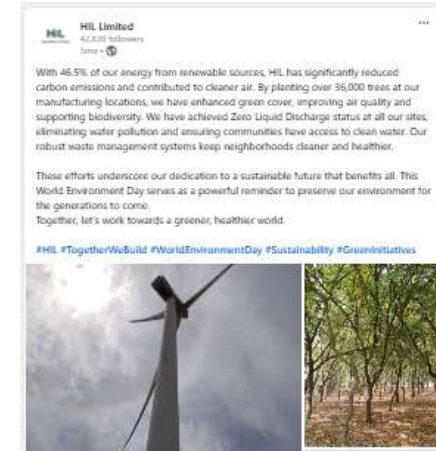 HIL
HIL Limited
42,839 followers
5mo •
With 46.5% of our energy from renewable sources, HIL has significantly reduced
carbon emissions and contributed to cleaner air. By planting over 36,000 trees at our
manufacturing locations, we have enhanced green cover, improving air quality and
supporting biodiversity. We have achieved Zero Liquid Discharge status at all our sites,
eliminating water pollution and ensuring communities have access to clean water. Our
robust waste management systems keep neighborhoods cleaner and healthier.
These efforts underscore our dedication to a sustainable future that benefits all. This
World Environment Day serves as a powerful reminder to preserve our environment for
the generations to come.
Together, let's work towards a greener, healthier world.
#HIL #TogetherWeBuild #WorldEnvironmentDay #Sustainability #GreenInitiatives